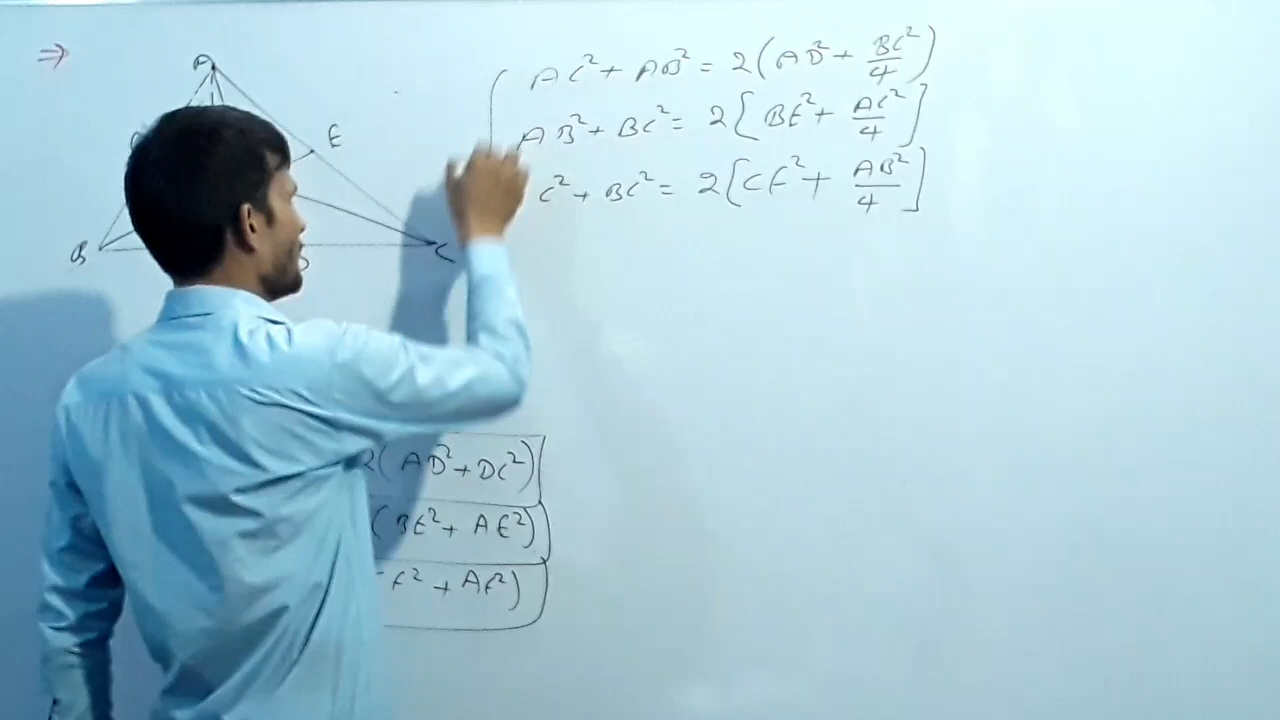 ⇒
A
E
B
C
AC² + AB² = 2(AD² + BC²/4)
AB² + BC² = 2[BE² + AC²/4]
C² + BC² = 2[CF² + AB²/4]
2(AD² + DC²)
(BE² + AE²)
F² + AF²)